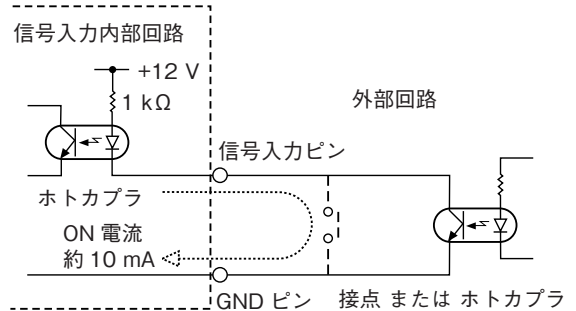 信号入力内部回路
+12 V
1 kΩ
外部回路
信号入力ピン
ホトカプラ
ON 電流
約 10 mA
GND ピン
接点 または ホトカプラ